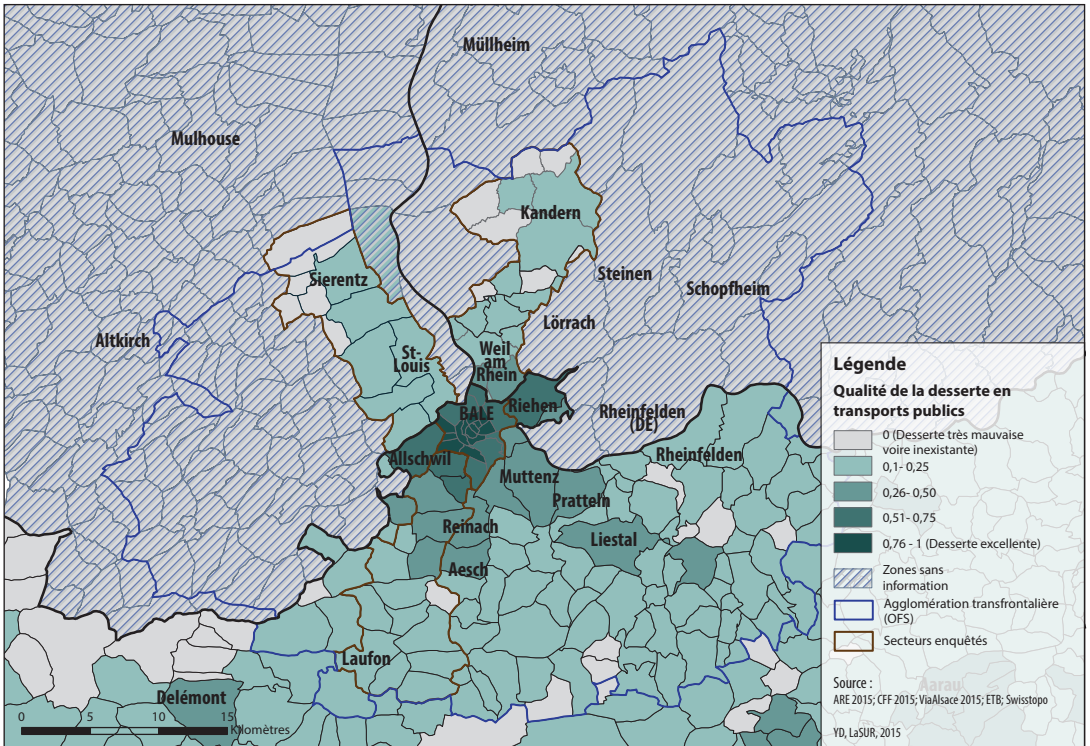 Müllheim
Mulhouse
Kandern
Sierentz
Steinen
Schopfheim
Altkirch
Lörrach
St-
Louis
Weil
am
Rhein
BALE
Riehen
Rheinfelden
(DE)
Rheinfelden
Allschwil
Muttenz
Pratteln
Reinach
Liestal
Aesch
Laufon
Delémont
Aarau
0 5 10 15
Kilomètres
Légende
Qualité de la desserte en
transports publics
0 (Desserte très mauvaise
voire inexistante)
0,1- 0,25
0,26- 0,50
0,51- 0,75
0,76 - 1 (Desserte excellente)
Zones sans
information
Agglomération transfrontalière
(OFS)
Secteurs enquêtés
Source :
ARE 2015; CFF 2015; ViaAlsace 2015; ETB; Swisstopo
YD, LaSUR, 2015